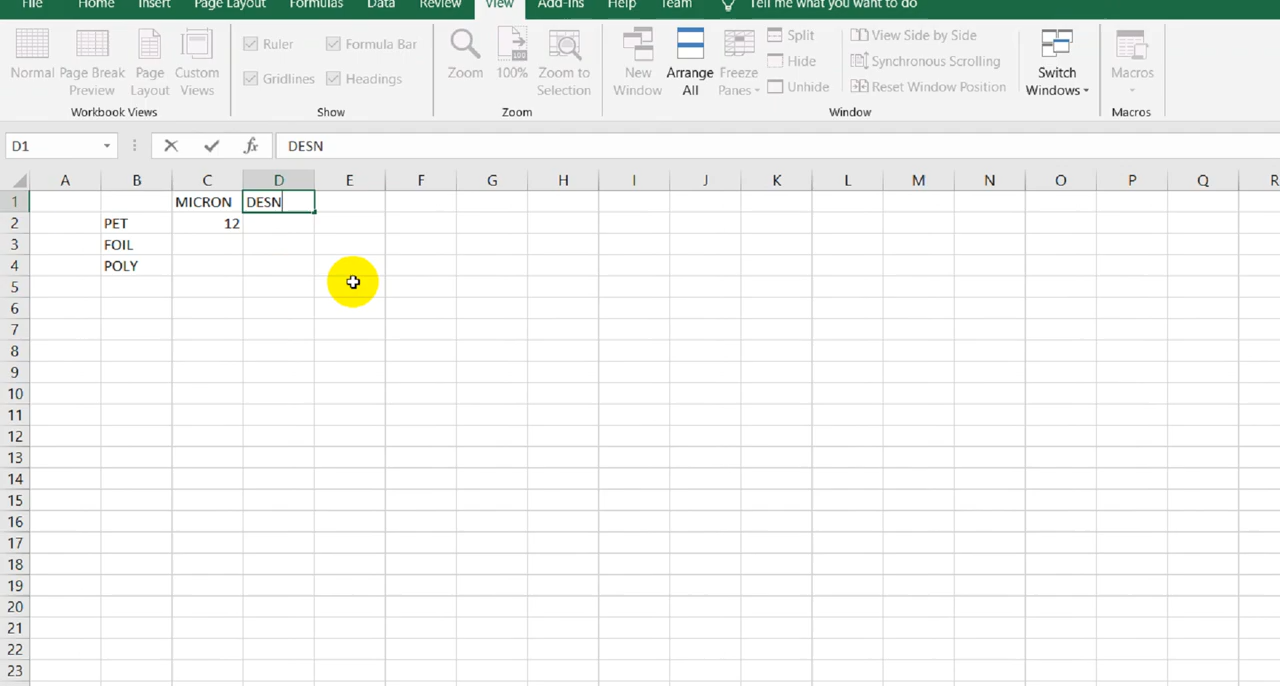 File Home Insert Page Layout Formulas Data Review View Add-Ins Help Team Tell me what you want to do
Normal Page Break Preview Page Layout Custom Views
Workbook Views
Ruler Formula Bar
Gridlines Headings
Show
Zoom 100% Zoom to Selection
Zoom
New Window Arrange All Freeze Panes
Split View Side by Side
Hide Synchronous Scrolling
Unhide Reset Window Position
Window
Switch Windows
Macros
Macros
D1 fx DESN
A B C D E F G H I J K L M N O P Q R
1 MICRON DESN
2 PET 12
3 FOIL
4 POLY
5
6
7
8
9
10
11
12
13
14
15
16
17
18
19
20
21
22
23